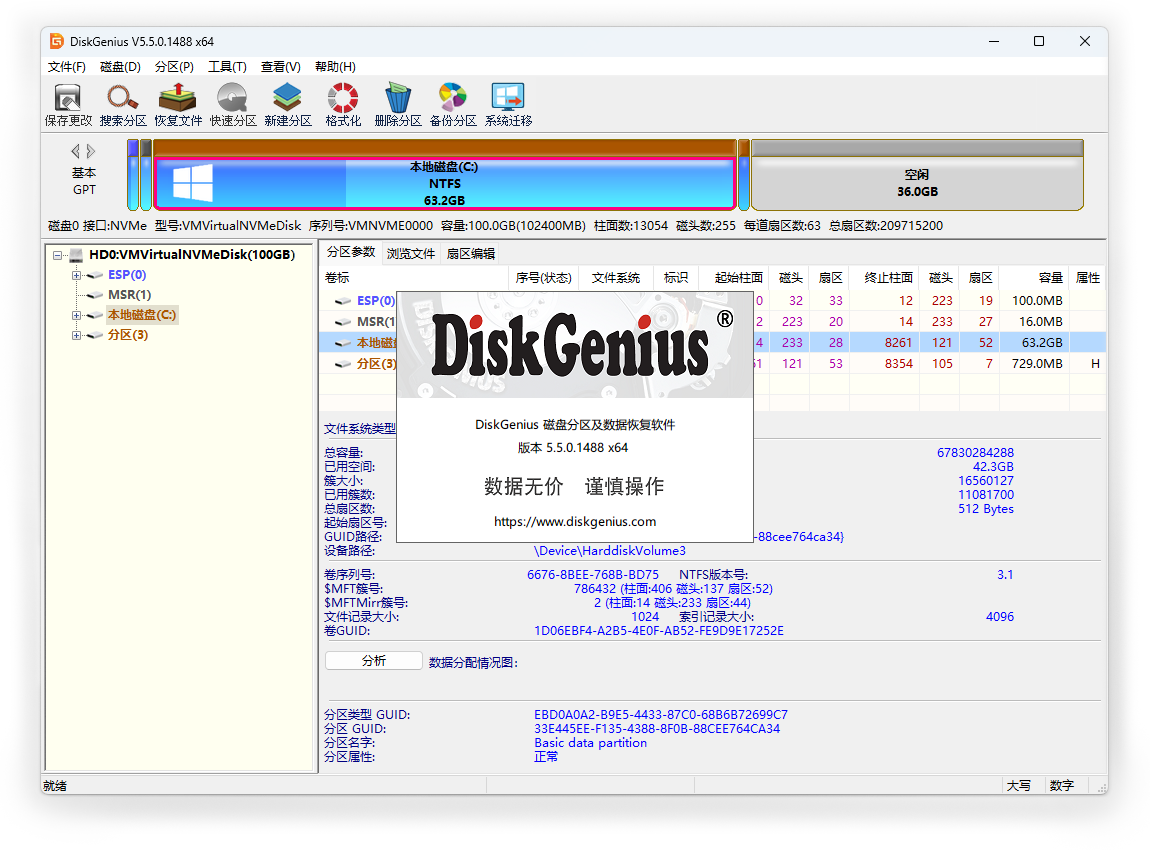 DiskGenius V5.5.0.1488 x64
文件(F) 磁盘(D) 分区(P) 工具(T) 查看(V) 帮助(H)
保存更改 搜索分区 恢复文件 快速分区 新建分区 格式化 删除分区 备份分区 系统迁移
基本
GPT
本地磁盘(C:)
NTFS
63.2GB
空闲
36.0GB
磁盘0 接口:NVMe 型号:VMVirtualNVMeDisk 序列号:VMNVME0000 容量:100.0GB(102400MB) 柱面数:13054 磁头数:255 每道扇区数:63 总扇区数:209715200
HD0:VMVirtualNVMeDisk(100GB)
ESP(0)
MSR(1)
本地磁盘(C:)
分区(3)
分区参数 浏览文件 扇区编辑
卷标 序号(状态) 文件系统 标识 起始柱面 磁头 扇区 终止柱面 磁头 扇区 容量 属性
ESP(0) 0 32 33 12 223 19 100.0MB
MSR(1 2 223 20 14 233 27 16.0MB
本地磁 4 233 28 8261 121 52 63.2GB
分区(3) 121 53 8354 105 7 729.0MB H
DiskGenius®
DiskGenius 磁盘分区及数据恢复软件
版本 5.5.0.1488 x64
数据无价 谨慎操作
https://www.diskgenius.com
文件系统类型
总容量: 67830284288
已用空间: 42.3GB
簇大小: 16560127
已用簇数: 11081700
总扇区数: 512 Bytes
起始扇区号:
GUID路径: -88cee764ca34}
设备路径: \Device\HarddiskVolume3
卷序列号: 6676-8BEE-768B-BD75 NTFS版本号: 3.1
$MFT簇号: 786432 (柱面:406 磁头:137 扇区:52)
$MFTMirr簇号: 2 (柱面:14 磁头:233 扇区:44)
文件记录大小: 1024 索引记录大小: 4096
卷GUID: 1D06EBF4-A2B5-4E0F-AB52-FE9D9E17252E
分析 数据分配情况图:
分区类型 GUID: EBD0A0A2-B9E5-4433-87C0-68B6B72699C7
分区 GUID: 33E445EE-F135-4388-8F0B-88CEE764CA34
分区名字: Basic data partition
分区属性: 正常
就绪 大写 数字